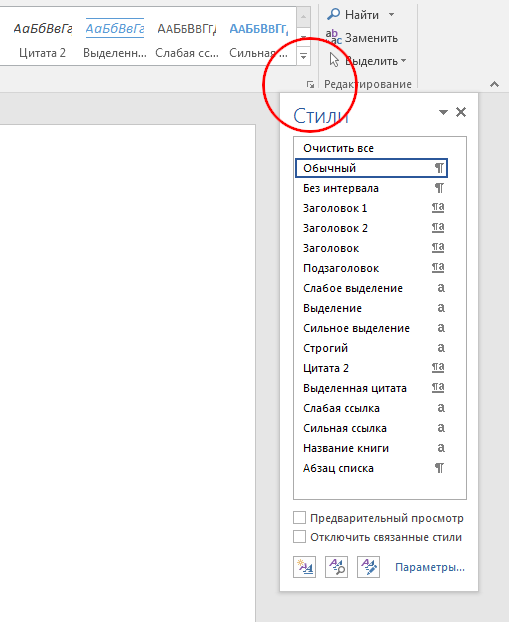 АаБбВвГг АаБбВвГг ААББВВГГД ААББВВГГД
Найти
Заменить
Выделить
Цитата 2 Выделенн... Слабая сс... Сильная ...
Редактирование
Стили
Очистить все
Обычный ¶
Без интервала ¶
Заголовок 1 ¶a
Заголовок 2 ¶a
Заголовок ¶a
Подзаголовок ¶a
Слабое выделение a
Выделение a
Сильное выделение a
Строгий a
Цитата 2 ¶a
Выделенная цитата ¶a
Слабая ссылка a
Сильная ссылка a
Название книги a
Абзац списка ¶
Предварительный просмотр
Отключить связанные стили
Параметры...